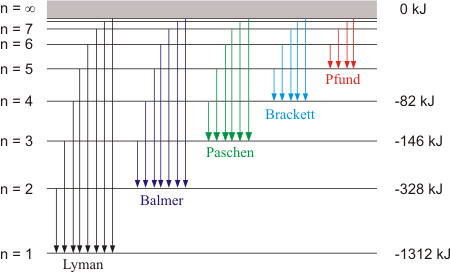 n = ∞ 0 kJ
n = 7
n = 6
n = 5
Pfund
n = 4 -82 kJ
Brackett
n = 3 -146 kJ
Paschen
n = 2 -328 kJ
Balmer
n = 1 -1312 kJ
Lyman